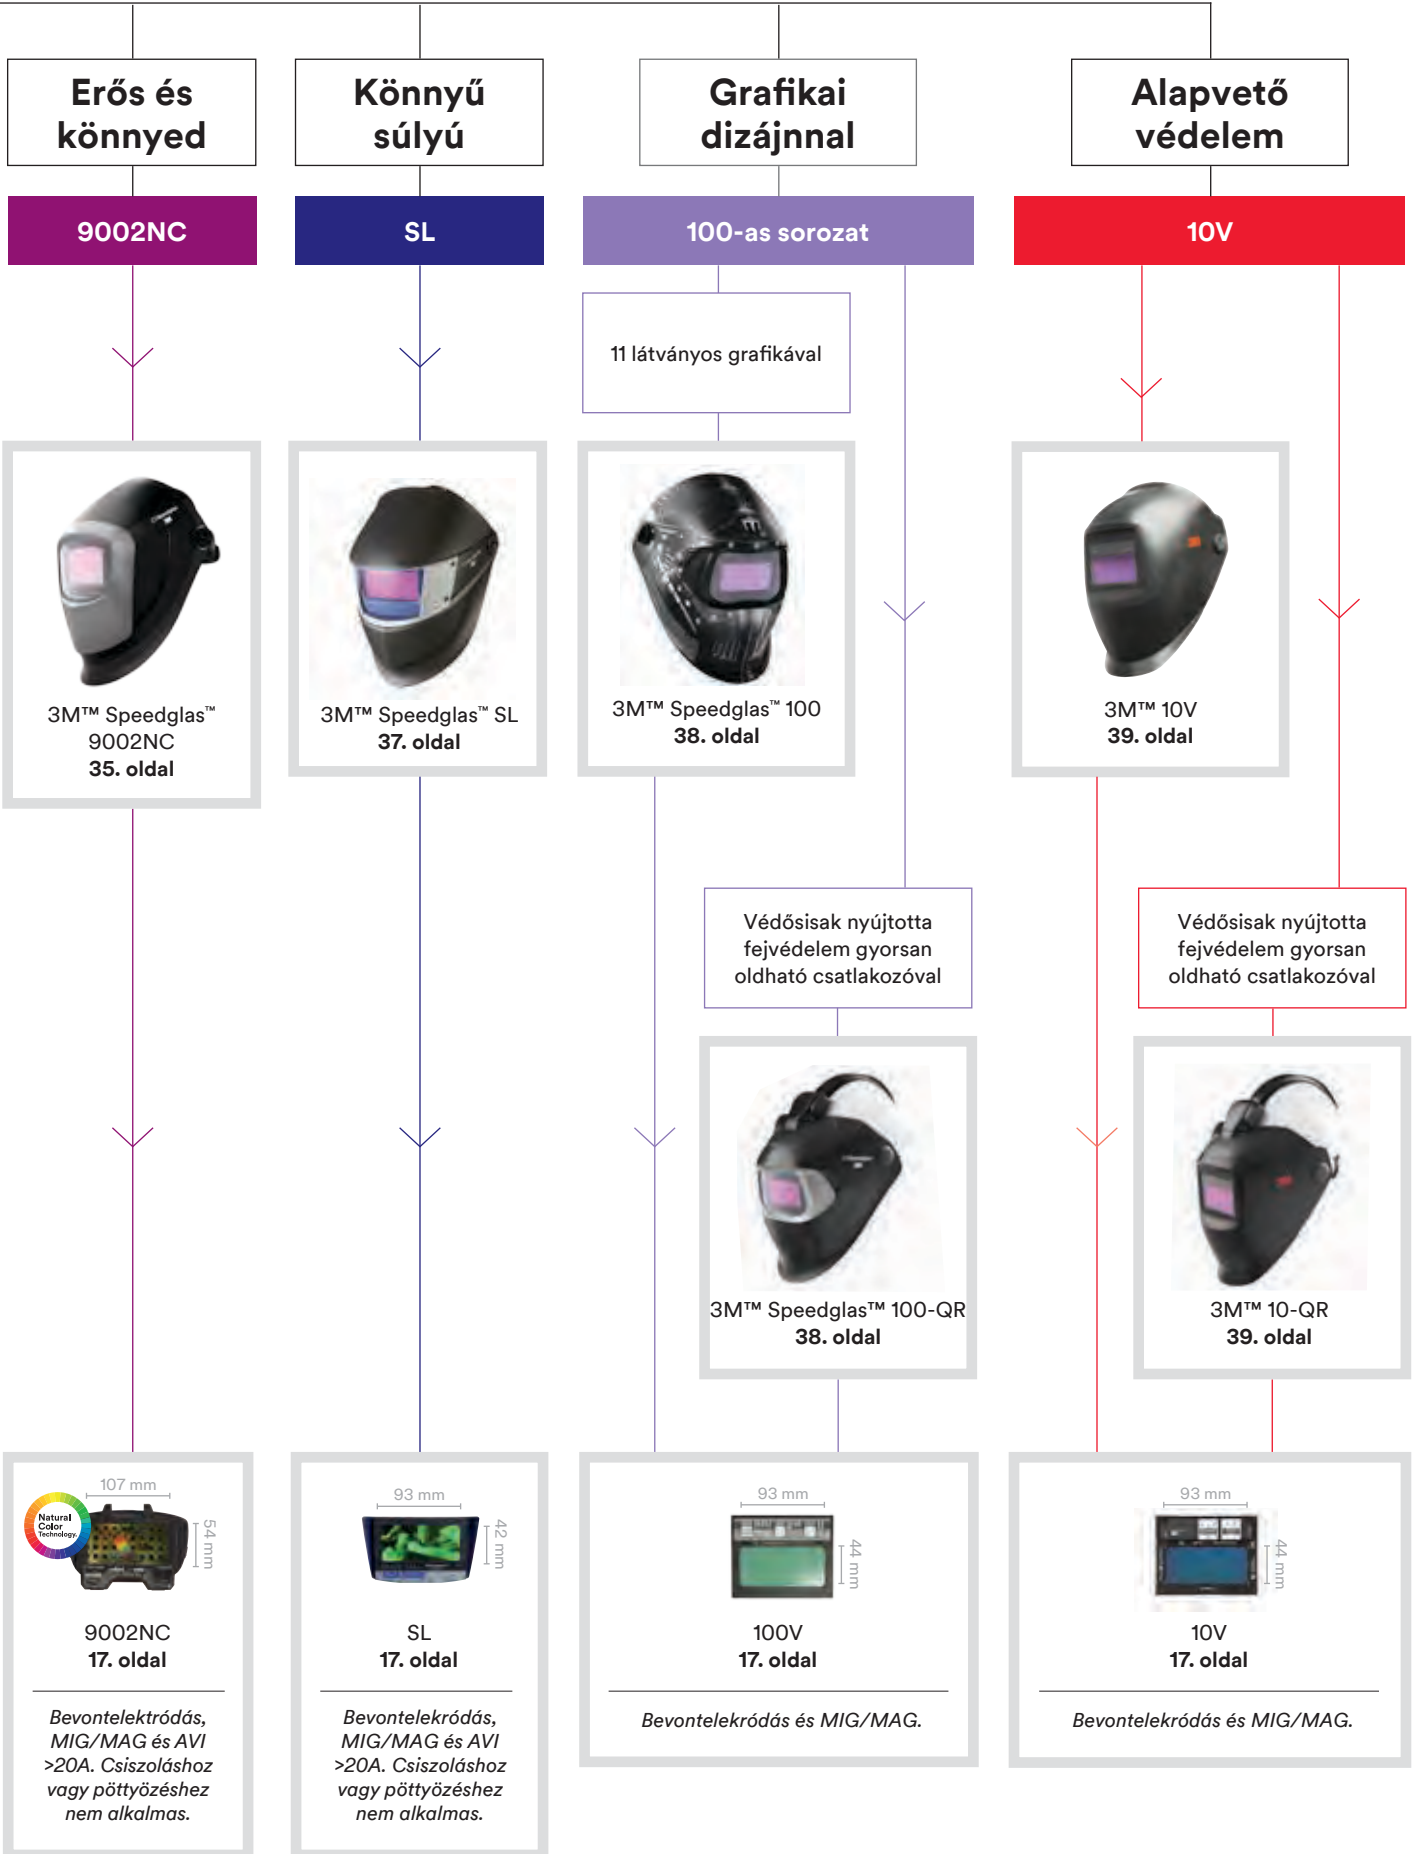 Erős és
könnyed
Könnyű
súlyú
Grafikai
dizájnnal
Alapvető
védelem
9002NC
SL
100-as sorozat
10V
11 látványos grafikával
3M™ Speedglas™
9002NC
35. oldal
3M™ Speedglas™ SL
37. oldal
3M™ Speedglas™ 100
38. oldal
3M™ 10V
39. oldal
Védősisak nyújtotta
fejvédelem gyorsan
oldható csatlakozóval
Védősisak nyújtotta
fejvédelem gyorsan
oldható csatlakozóval
3M™ Speedglas™ 100-QR
38. oldal
3M™ 10-QR
39. oldal
107 mm
54 mm
Natural
Color
Technology.
9002NC
17. oldal
Bevontelektródás,
MIG/MAG és AVI
>20A. Csiszoláshoz
vagy pöttyözéshez
nem alkalmas.
93 mm
42 mm
SL
17. oldal
Bevontelekródás,
MIG/MAG és AVI
>20A. Csiszoláshoz
vagy pöttyözéshez
nem alkalmas.
93 mm
44 mm
100V
17. oldal
Bevontelekródás és MIG/MAG.
93 mm
44 mm
10V
17. oldal
Bevontelekródás és MIG/MAG.